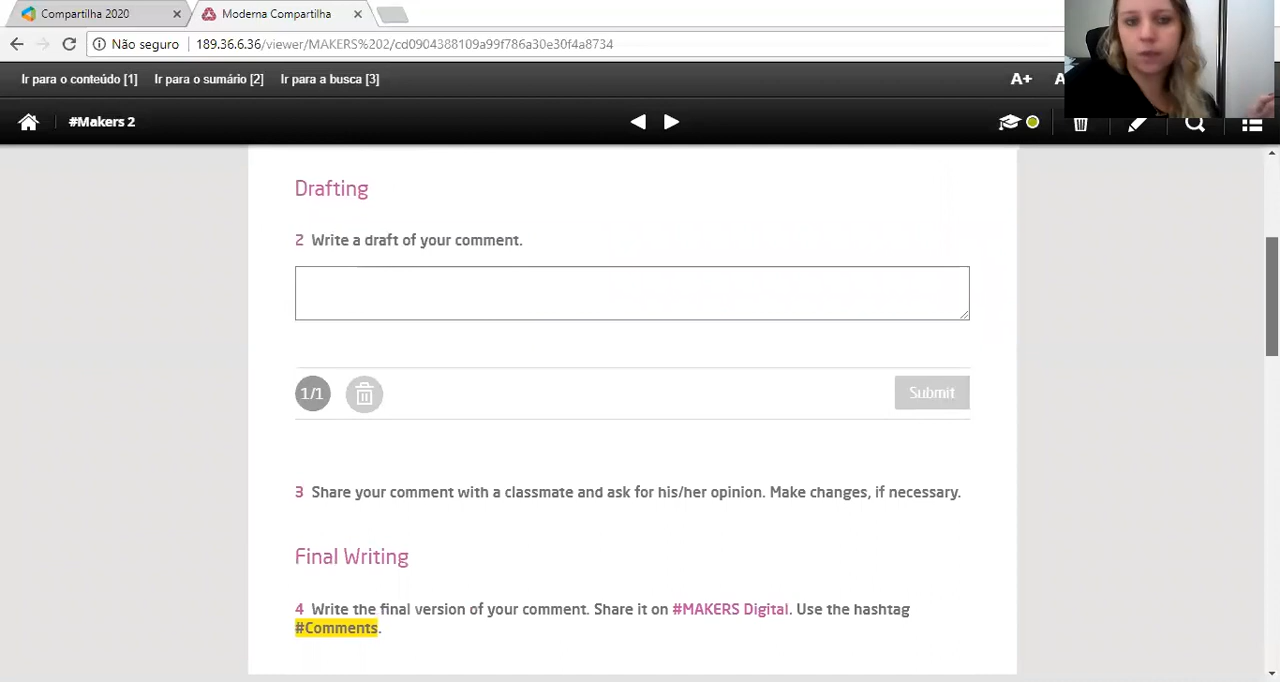 Compartilha 2020
Moderna Compartilha
Não seguro 189.36.6.36/viewer/MAKERS%202/cd0904388109a99f786a30e30f4a8734
Ir para o conteúdo [1] Ir para o sumário [2] Ir para a busca [3] A+
#Makers 2
Drafting
2 Write a draft of your comment.
1/1 Submit
3 Share your comment with a classmate and ask for his/her opinion. Make changes, if necessary.
Final Writing
4 Write the final version of your comment. Share it on #MAKERS Digital. Use the hashtag
#Comments.